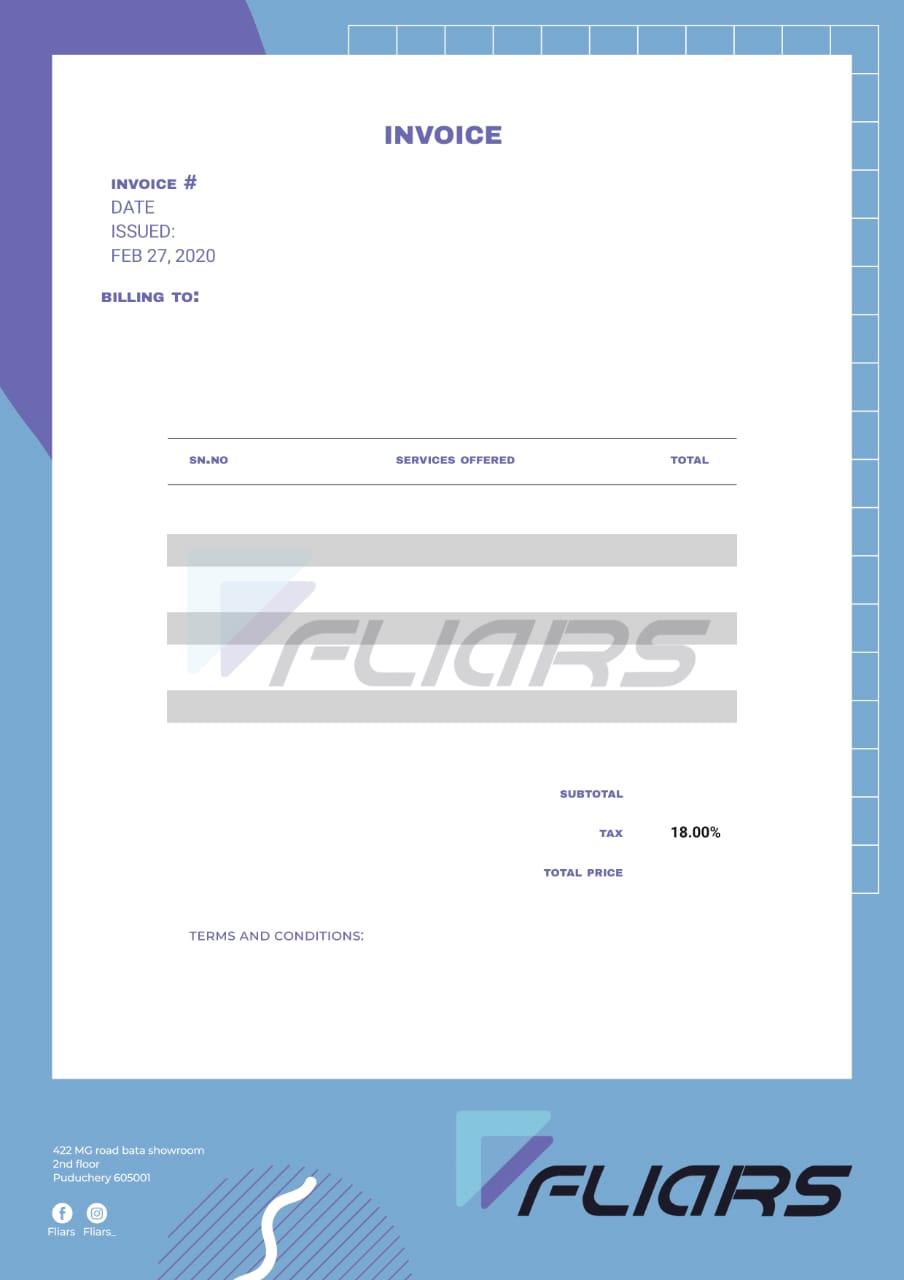 INVOICE
INVOICE #
DATE
ISSUED:
FEB 27, 2020
BILLING TO:
SN.NO SERVICES OFFERED TOTAL
FLIARS
SUBTOTAL
TAX 18.00%
TOTAL PRICE
TERMS AND CONDITIONS:
422 MG road bata showroom
2nd floor
Puduchery 605001
Fliars Fliars_
FLIARS